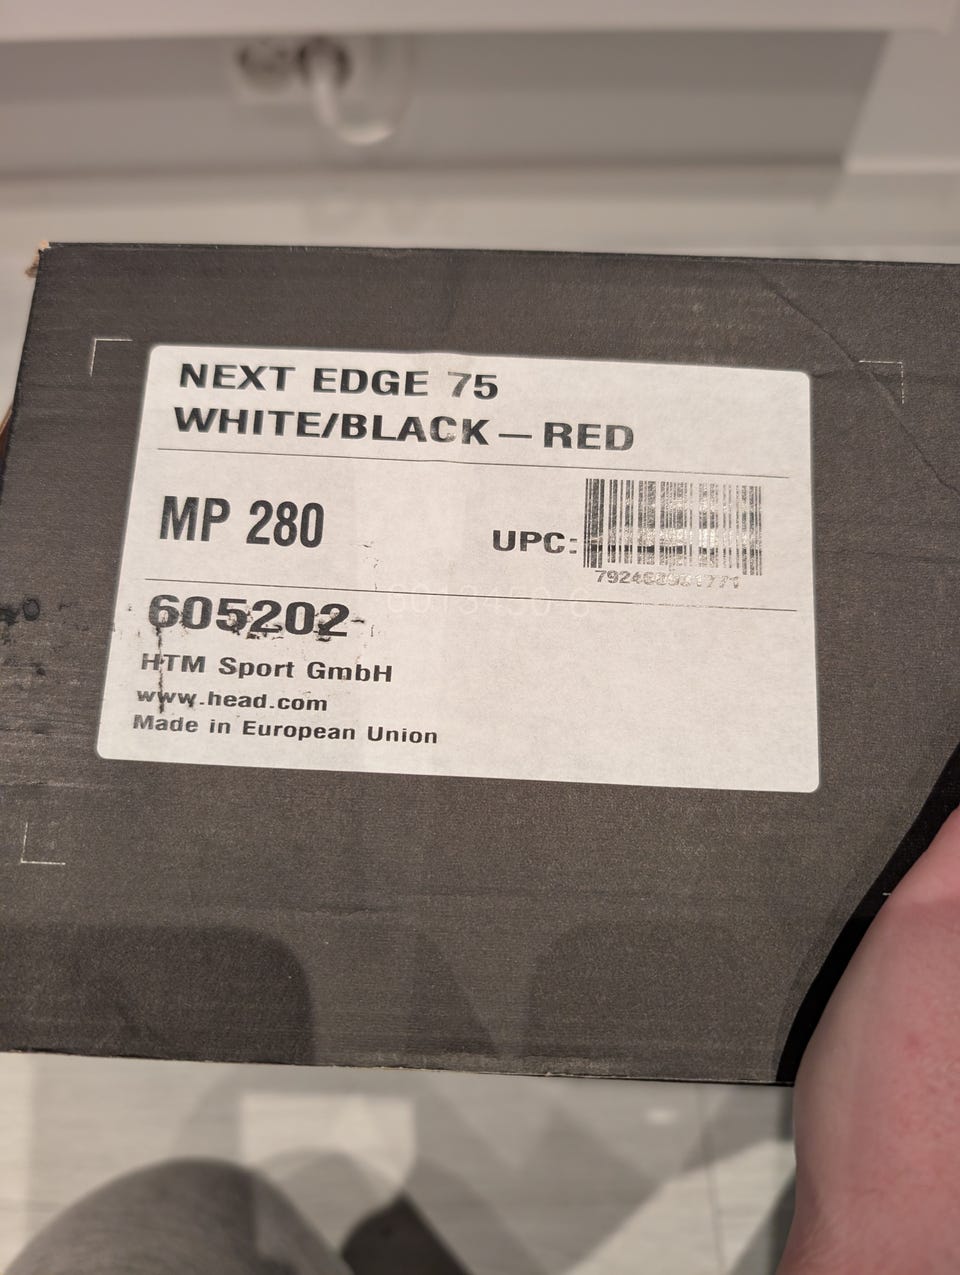 NEXT EDGE 75
WHITE/BLACK – RED
MP 280
UPC:
605202
HTM Sport GmbH
www.head.com
Made in European Union